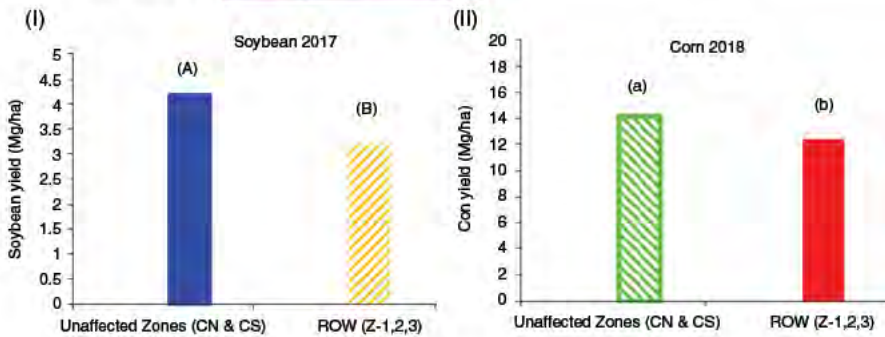 (I)
Soybean 2017
Soybean yield (Mg/ha)
5
4.5
4
3.5
3
2.5
2
1.5
1
0.5
0
(A)
(B)
Unaffected Zones (CN & CS)
ROW (Z-1,2,3)
(II)
Corn 2018
Con yield (Mg/ha)
20
18
16
14
12
10
8
6
4
2
0
(a)
(b)
Unaffected Zones (CN & CS)
ROW (Z-1,2,3)